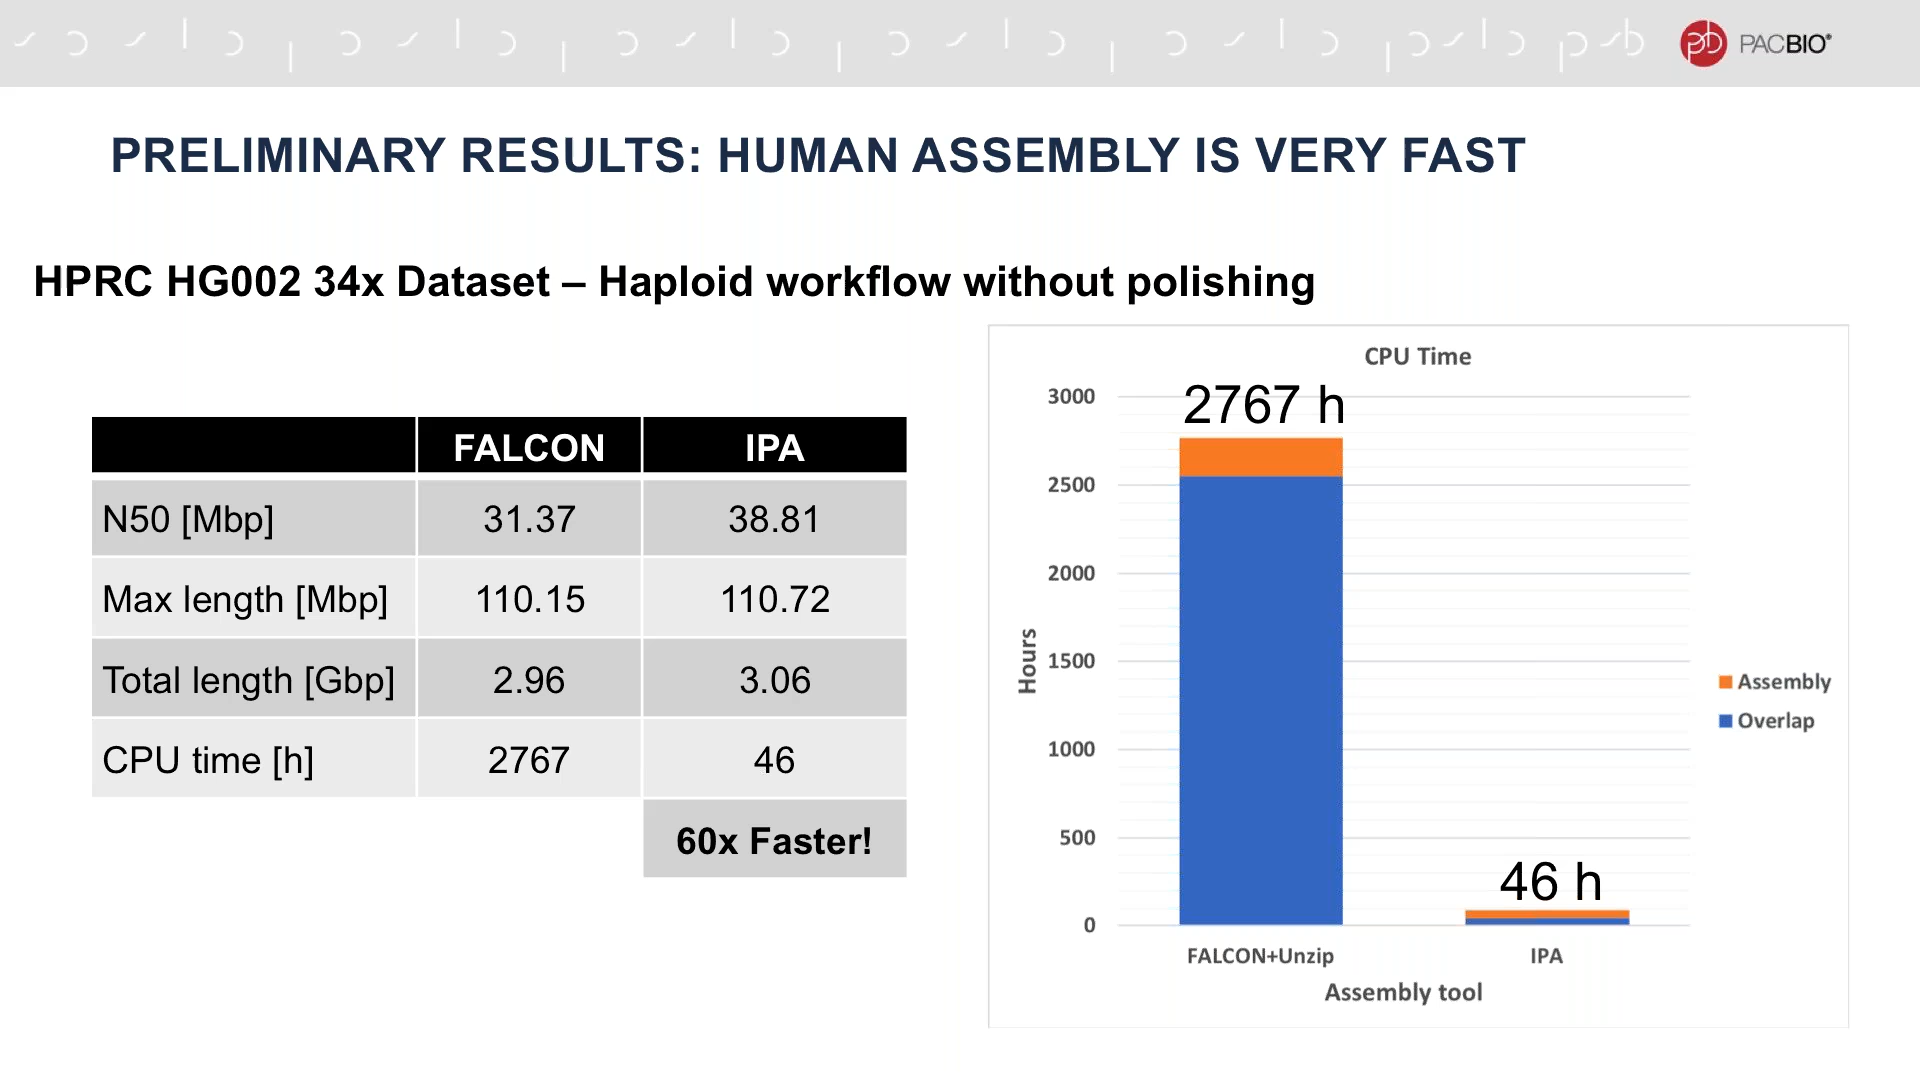 PACBIO®
PRELIMINARY RESULTS: HUMAN ASSEMBLY IS VERY FAST
HPRC HG002 34x Dataset – Haploid workflow without polishing
FALCON IPA
N50 [Mbp] 31.37 38.81
Max length [Mbp] 110.15 110.72
Total length [Gbp] 2.96 3.06
CPU time [h] 2767 46
60x Faster!
CPU Time
3000
2767 h
2500
2000
1500
1000
500
0
Hours
46 h
FALCON+Unzip IPA
Assembly tool
Assembly
Overlap